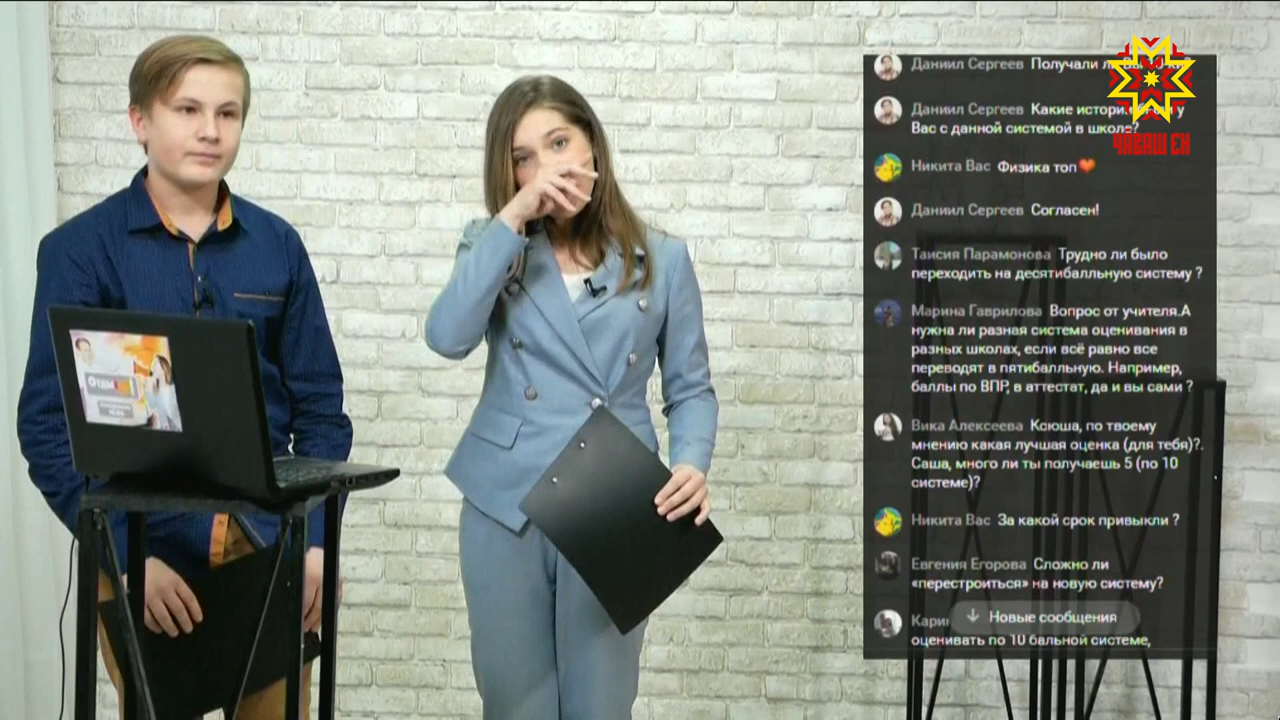 Даниил Сергеев Получали ли Вы
Даниил Сергеев Какие у
Вас с данной системой в школе?
Никита Вас Физика топ❤
Даниил Сергеев Согласен!
Таисия Парамонова Трудно ли было
переходить на десятибалльную систему ?
Марина Гаврилова Вопрос от учителя.А
нужна ли разная система оценивания в
разных школах, если всё равно все
переводят в пятибалльную. Например,
баллы по ВПР, в аттестат, да и вы сами ?
Вика Алексеева Ксюша, по твоему
мнению какая лучшая оценка (для тебя)?.
Саша, много ли ты получаешь 5 (по 10
системе)?
Никита Вас За какой срок привыкли ?
Евгения Егорова Сложно ли
«перестроиться» на новую систему?
↓ Новые сообщения
оценивать по 10 бальной системе,
ЧӐВАШ ЕН